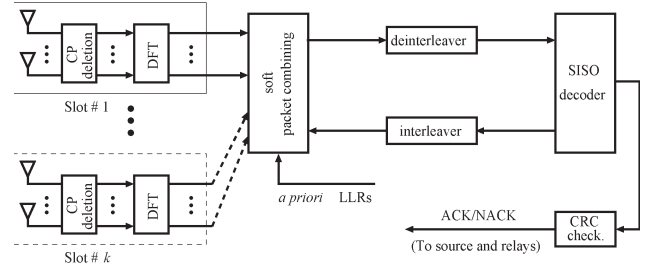 CP
deletion
DFT
Slot # 1
CP
deletion
DFT
Slot # k
soft
packet combining
a priori LLRs
deinterleaver
interleaver
SISO
decoder
ACK/NACK
(To source and relays)
CRC
check.